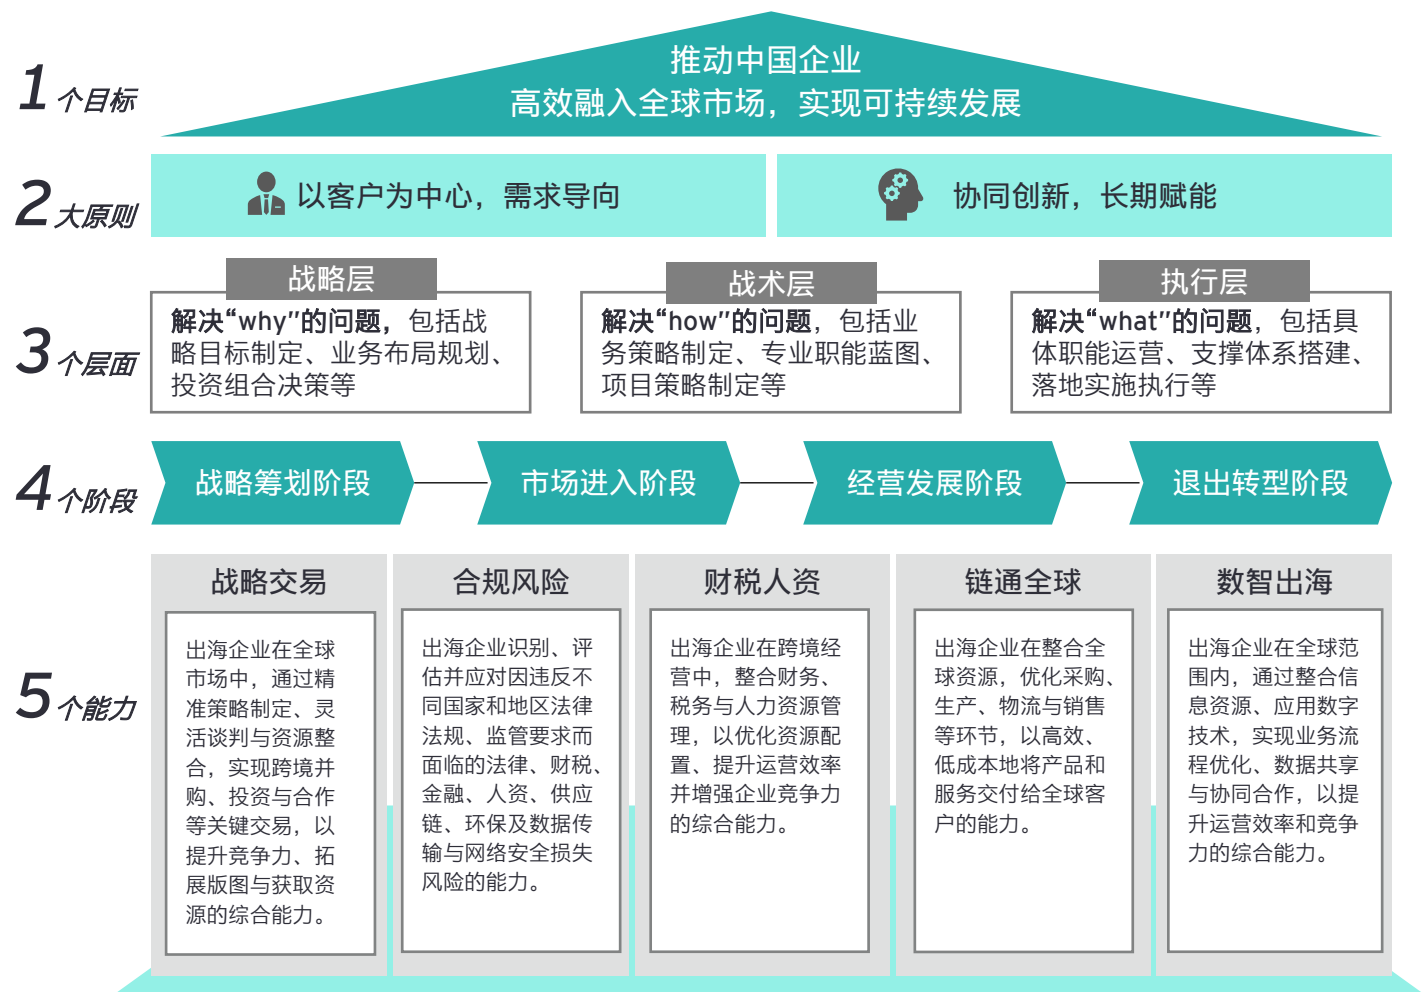 推动中国企业
高效融入全球市场，实现可持续发展
1个目标
2大原则
以客户为中心，需求导向
协同创新，长期赋能
3个层面
战略层
解决“why”的问题，包括战
略目标制定、业务布局规划、
投资组合决策等
战术层
解决“how”的问题，包括业
务策略制定、专业职能蓝图、
项目策略制定等
执行层
解决“what”的问题，包括具
体职能运营、支撑体系搭建、
落地实施执行等
4个阶段
战略筹划阶段
市场进入阶段
经营发展阶段
退出转型阶段
5个能力
战略交易
出海企业在全球
市场中，通过精
准策略制定、灵
活谈判与资源整
合，实现跨境并
购、投资与合作
等关键交易，以
提升竞争力、拓
展版图与获取资
源的综合能力。
合规风险
出海企业识别、评
估并应对因违反不
同国家和地区法律
法规、监管要求而
面临的法律、财税、
金融、人资、供应
链、环保及数据传
输与网络安全损失
风险的能力。
财税人资
出海企业在跨境经
营中，整合财务、
税务与人力资源管
理，以优化资源配
置、提升运营效率
并增强企业竞争力
的综合能力。
链通全球
出海企业在整合全
球资源，优化采购、
生产、物流与销售
等环节，以高效、
低成本地将产品和
服务交付给全球客
户的能力。
数智出海
出海企业在全球范
围内，通过整合信
息资源、应用数字
技术，实现业务流
程优化、数据共享
与协同合作，以提
升运营效率和竞争
力的综合能力。